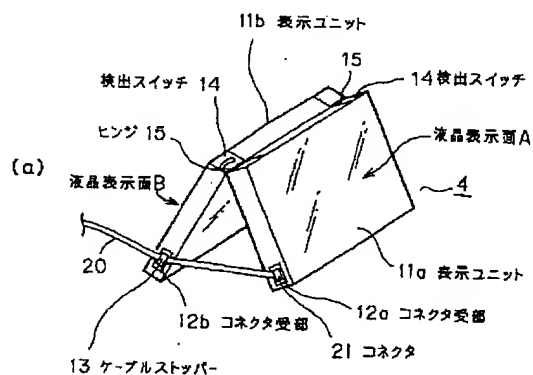 11b 表示ユニット
検出スイッチ
14
15
14検出スイッチ
ヒンジ 15
液晶表示面A
(a)
液晶表示面B
4
20
11a 表示ユニット
12b コネクタ受部
12a コネクタ受部
13 ケーブルストッパー
21 コネクタ